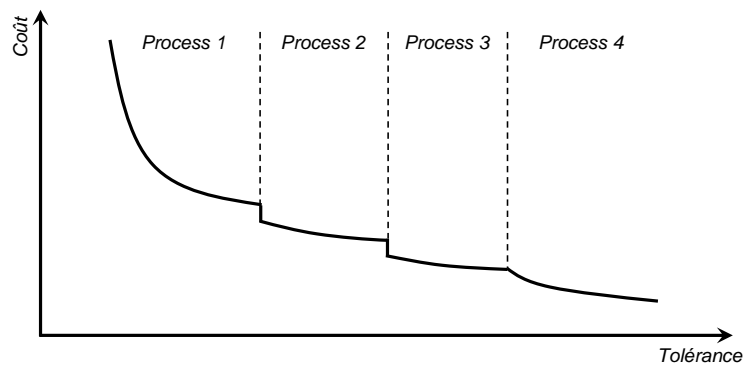 Coût
Process 1
Process 2
Process 3
Process 4
Tolérance